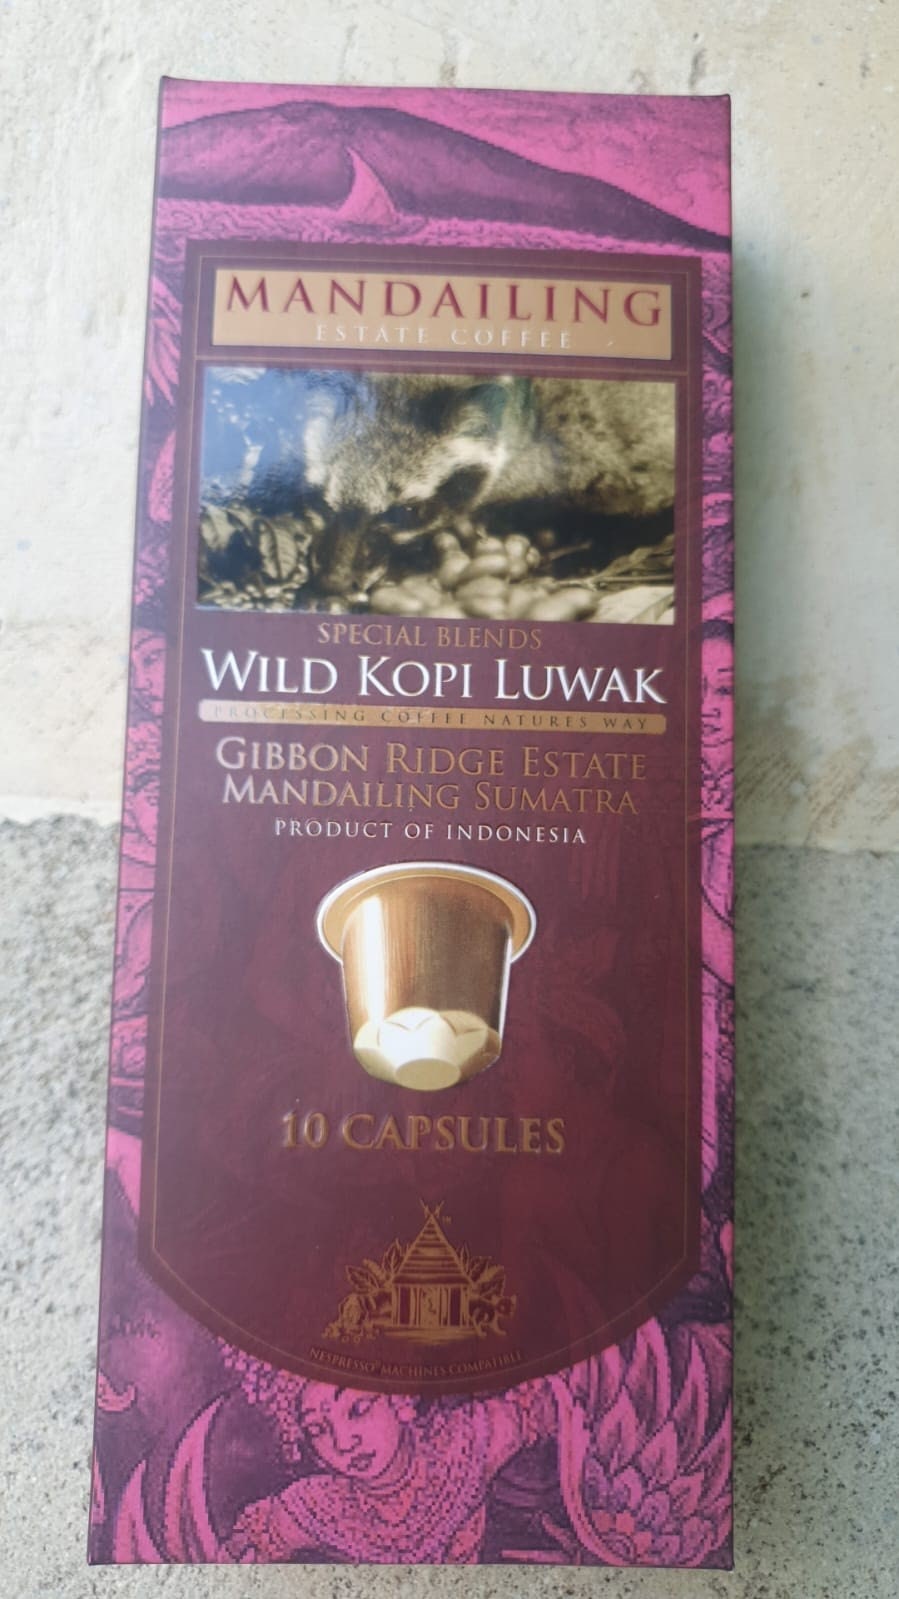 MANDAILING
ESTATE COFFEE
SPECIAL BLENDS
WILD KOPI LUWAK
PROCESSING COFFEE NATURES WAY
GIBBON RIDGE ESTATE
MANDAILING SUMATRA
PRODUCT OF INDONESIA
10 CAPSULES
TM
NESPRESSO® MACHINES COMPATIBLE